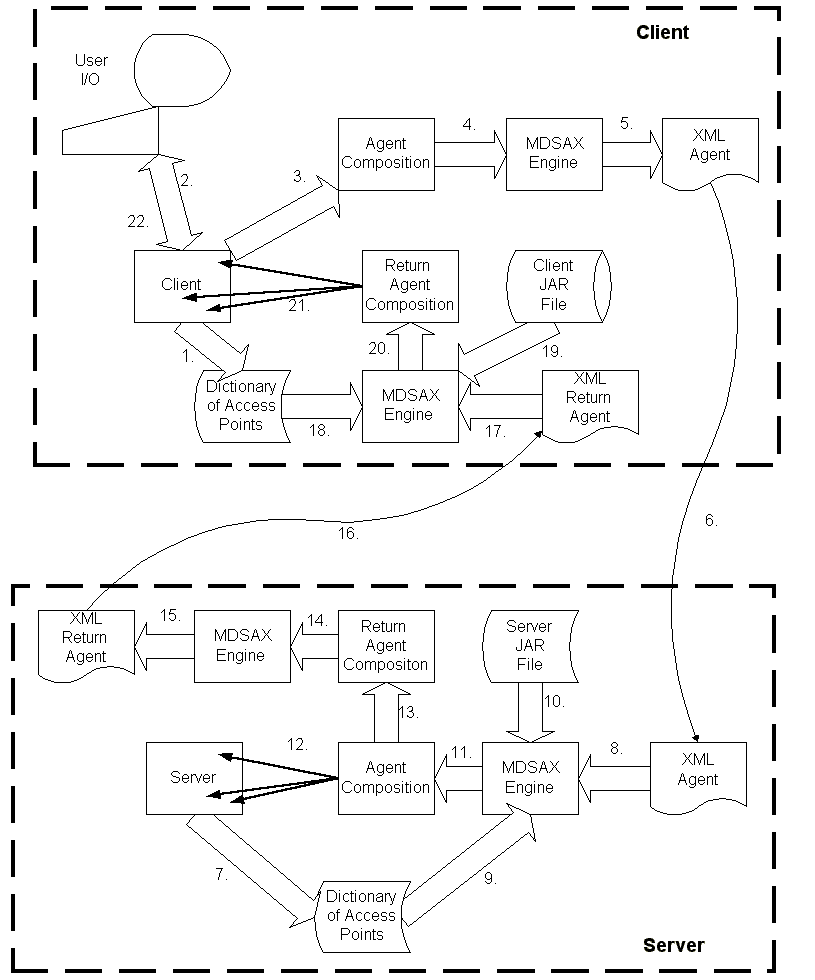 Client
User
I/O
4.
5.
Agent
Composition
MDSAX
Engine
XML
Agent
3.
2.
22.
Client
Return
Agent
Composition
Client
JAR
File
21.
1.
20.
19.
Dictionary
of Access
Points
MDSAX
Engine
XML
Return
Agent
18.
17.
16.
6.
XML
Return
Agent
15.
MDSAX
Engine
14.
Return
Agent
Compositon
Server
JAR
File
13.
10.
Server
12.
Agent
Composition
11.
MDSAX
Engine
8.
XML
Agent
7.
9.
Dictionary
of Access
Points
Server